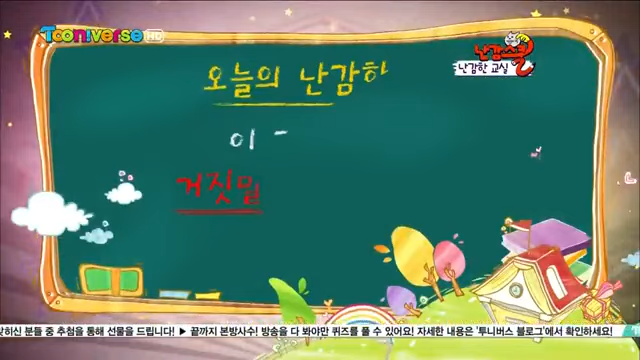 Tooniverse HD
난감스쿨
난감한 교실
오늘의 난감하
이
거짓말
맞히신 분들 중 추첨을 통해 선물을 드립니다! ▶ 끝까지 본방사수! 방송을 다 봐야만 퀴즈를 풀 수 있어요! 자세한 내용은 '투니버스 블로그'에서 확인하세요!